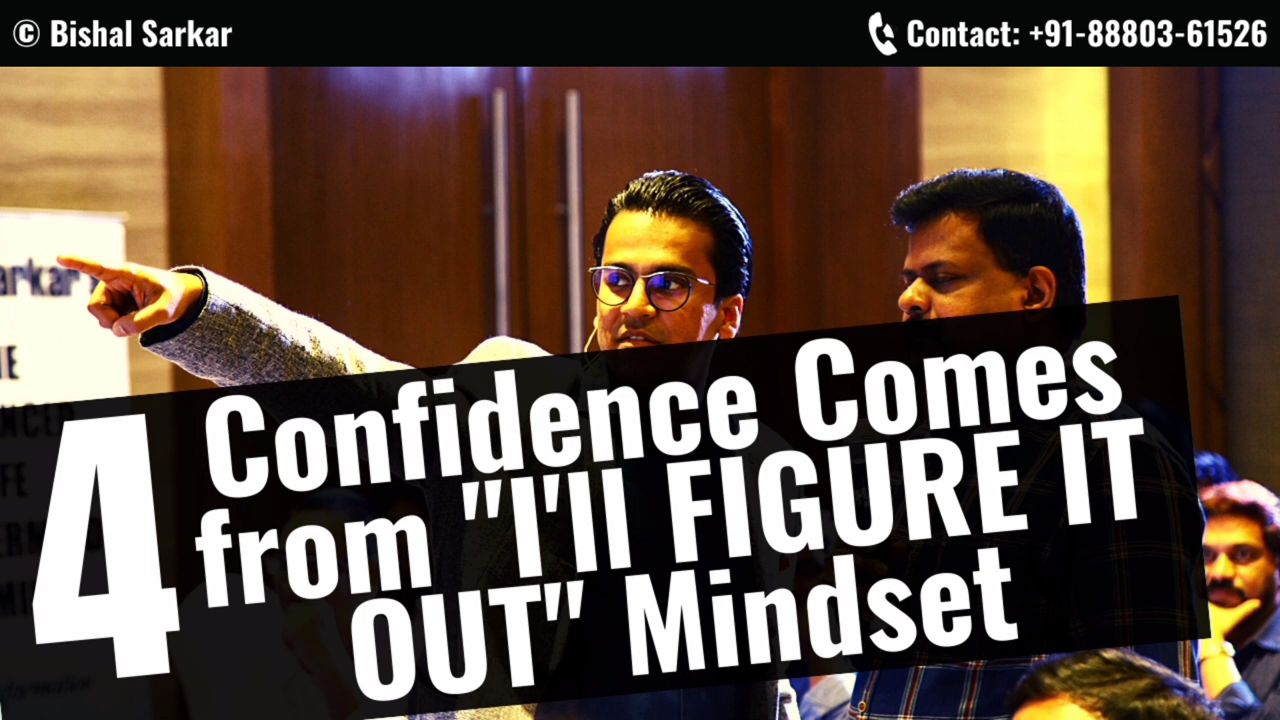 © Bishal Sarkar
Contact: +91-88803-61526
arkar
4
Confidence Comes
from "I'll FIGURE IT
OUT" Mindset